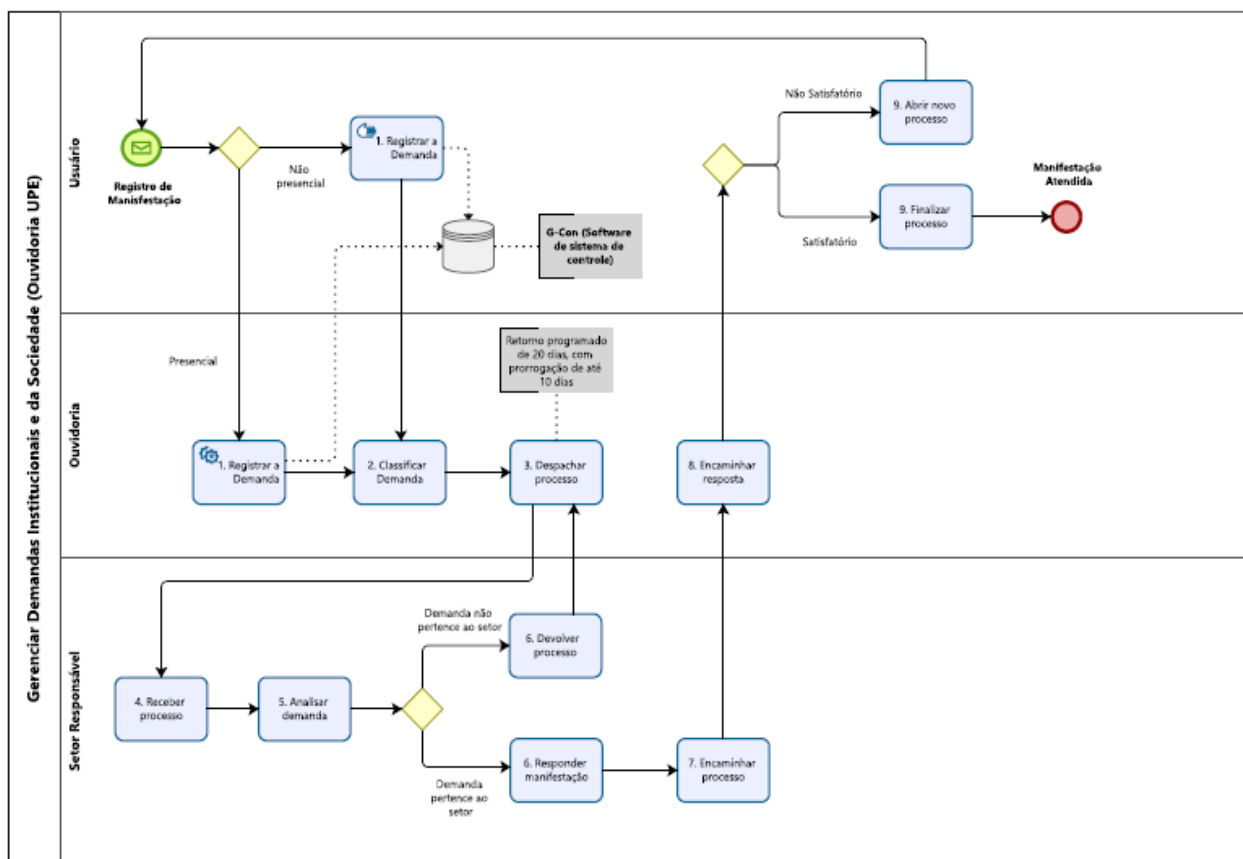 Gerenciar Demandas Institucionais e da Sociedade (Ouvidoria UPE)
Usuário
Registro de
Manisfestação
Não
presencial
1. Registrar a
Demanda
G-Con (Software
de sistema de
controle)
Não Satisfatório
9. Abrir novo
processo
Satisfatório
9. Finalizar
processo
Manifestação
Atendida
Ouvidoria
Presencial
1. Registrar a
Demanda
2. Classificar
Demanda
Retorno programado
de 20 dias, com
prorrogação de até
10 dias
3. Despachar
processo
8. Encaminhar
resposta
Setor Responsável
4. Receber
processo
5. Analisar
demanda
Demanda não
pertence ao setor
6. Devolver
processo
Demanda
pertence ao
setor
6. Responder
manifestação
7. Encaminhar
processo